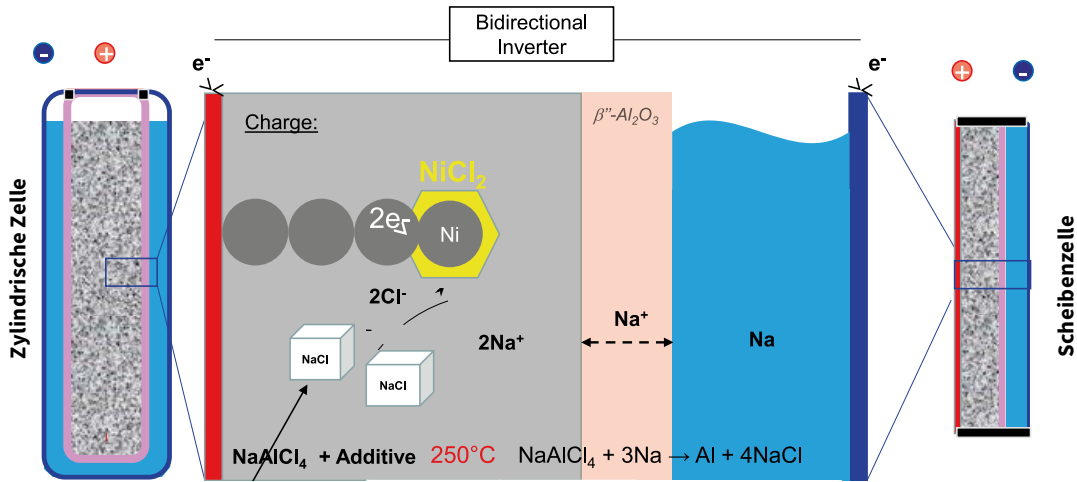 Bidirectional
Inverter
-
+
e-
e-
+
-
Charge:
β”-Al2O3
NiCl2
2e-
Ni
2Cl-
-
Na+
2Na+
Na
NaCl
NaCl
Zylindrische Zelle
Scheibenzelle
NaAlCl4 + Additive 250°C NaAlCl4 + 3Na → Al + 4NaCl